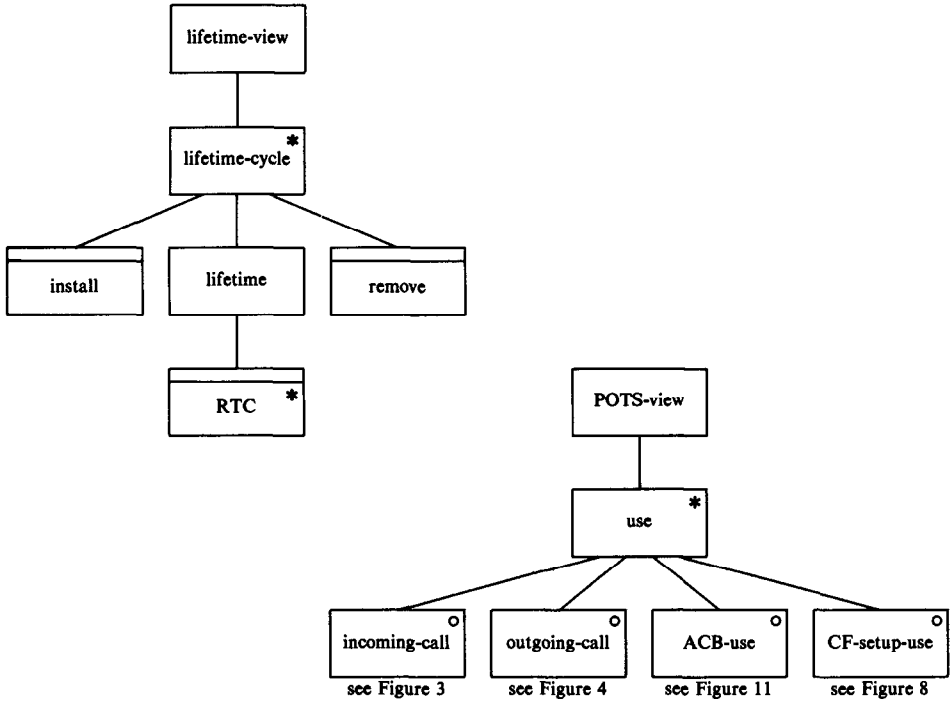 lifetime-view
lifetime-cycle *
install
lifetime
remove
RTC *
POTS-view
use *
incoming-call
outgoing-call
ACB-use
CF-setup-use
see Figure 3
see Figure 4
see Figure 11
see Figure 8